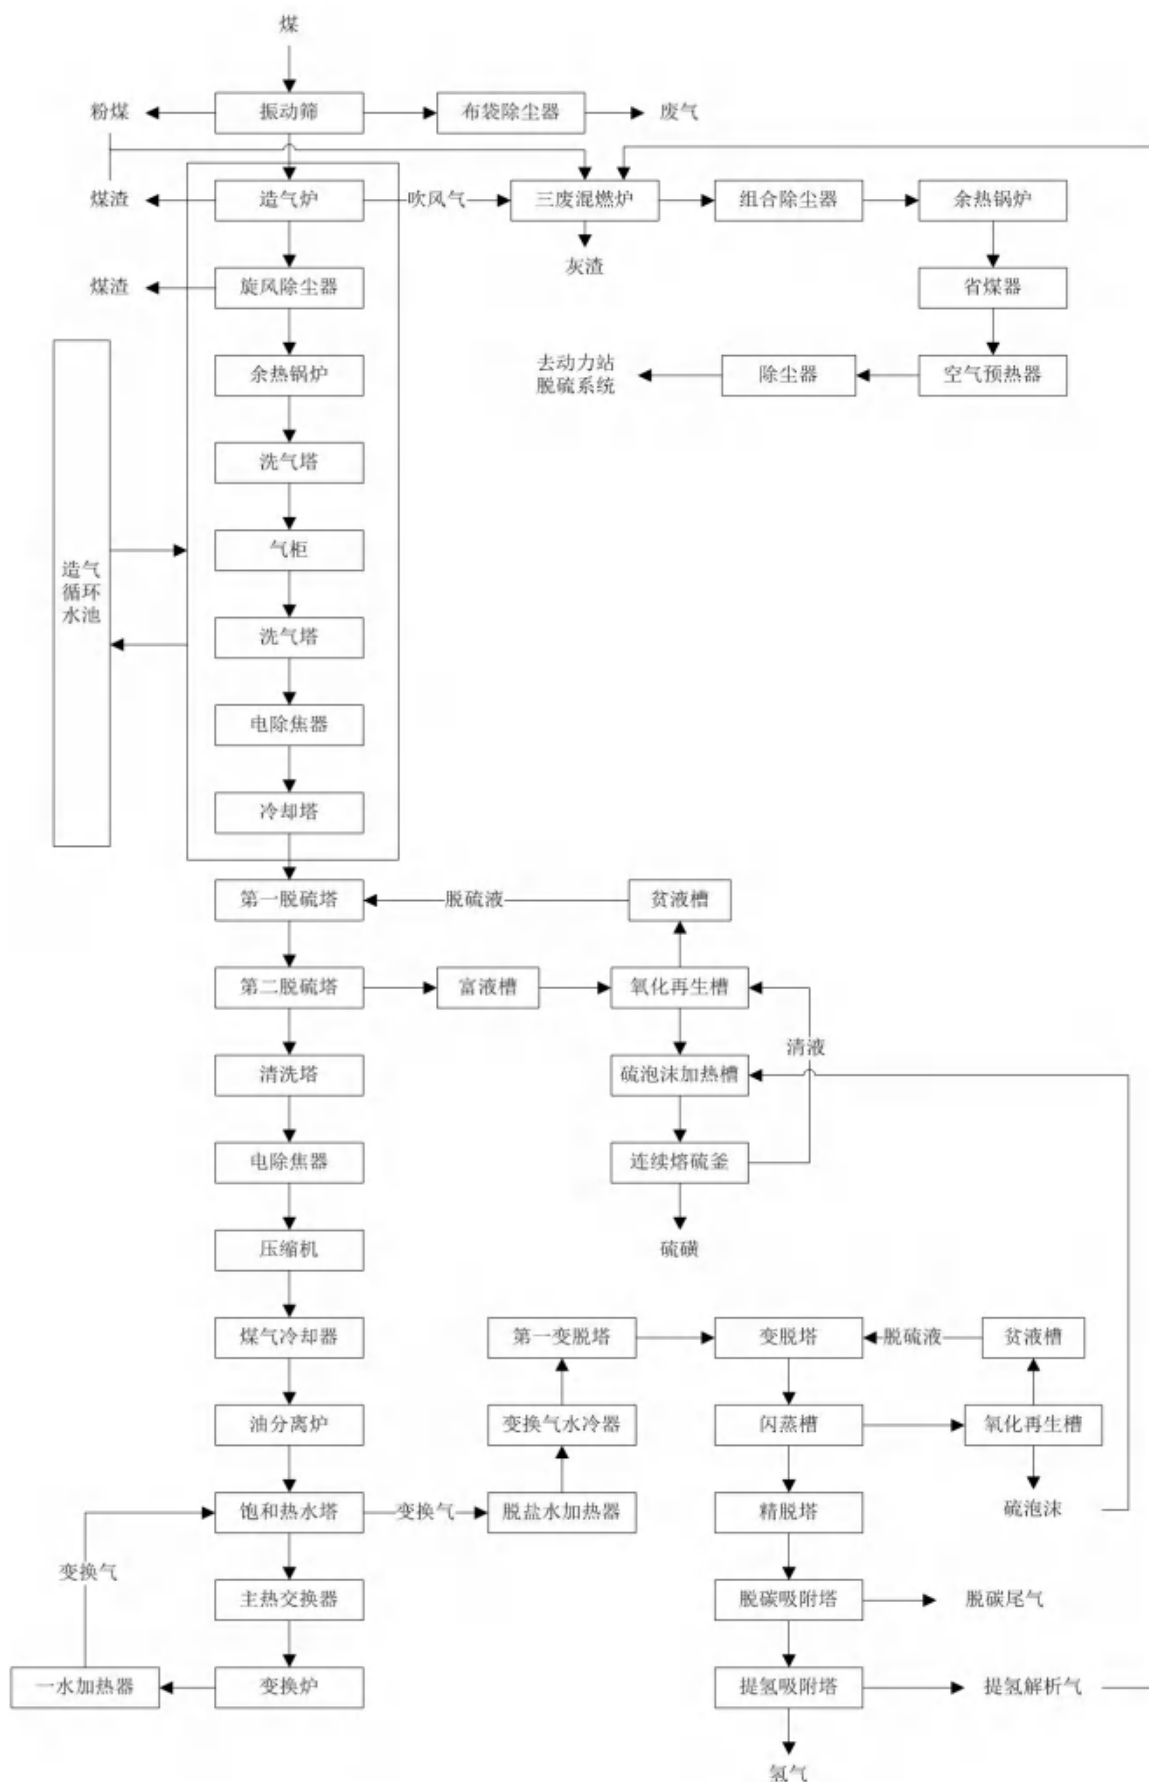 煤
粉煤
振动筛
布袋除尘器
废气
煤渣
造气炉
吹风气
三废混燃炉
组合除尘器
余热锅炉
灰渣
煤渣
旋风除尘器
省煤器
余热锅炉
去动力站
脱硫系统
除尘器
空气预热器
洗气塔
气柜
造气
循环
水池
洗气塔
电除焦器
冷却塔
第一脱硫塔
脱硫液
贫液槽
第二脱硫塔
富液槽
氧化再生槽
清液
清洗塔
硫泡沫加热槽
电除焦器
连续熔硫釜
压缩机
硫磺
煤气冷却器
第一变脱塔
变脱塔
脱硫液
贫液槽
油分离炉
变换气水冷器
闪蒸槽
氧化再生槽
饱和热水塔
变换气
脱盐水加热器
精脱塔
硫泡沫
变换气
主热交换器
脱碳吸附塔
脱碳尾气
一水加热器
变换炉
提氢吸附塔
提氢解析气
氢气